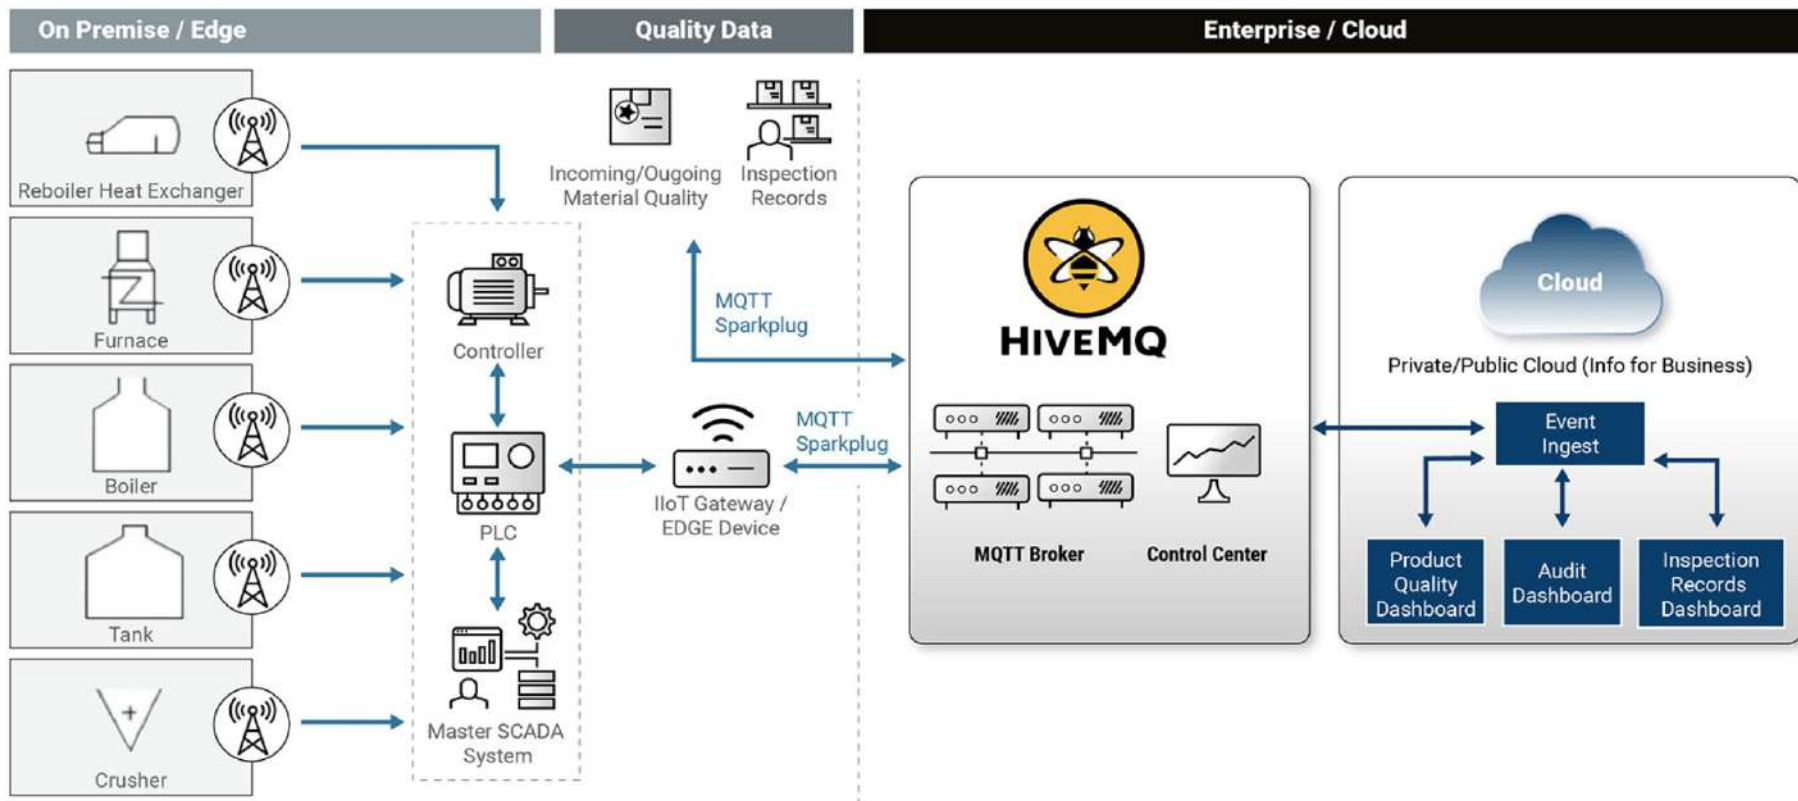 On Premise / Edge
Quality Data
Enterprise / Cloud
Reboiler Heat Exchanger
Furnace
Boiler
Tank
Crusher
Controller
PLC
Master SCADA
System
Incoming/Ougoing
Material Quality
Inspection
Records
MQTT
Sparkplug
MQTT
Sparkplug
IIoT Gateway /
EDGE Device
HIVEMQ
MQTT Broker
Control Center
Cloud
Private/Public Cloud (Info for Business)
Event
Ingest
Product
Quality
Dashboard
Audit
Dashboard
Inspection
Records
Dashboard